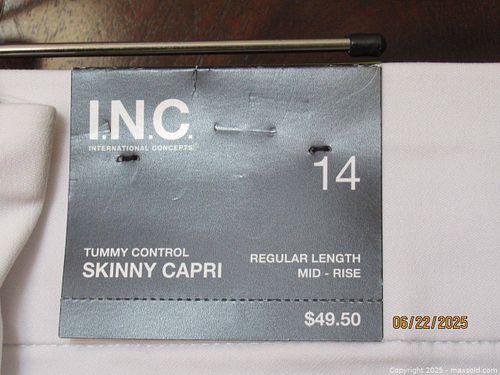 I.N.C.
INTERNATIONAL CONCEPTS
14
TUMMY CONTROL
SKINNY CAPRI
REGULAR LENGTH
MID - RISE
$49.50
06/22/2025
Copyright © 2025 - maxsold.com